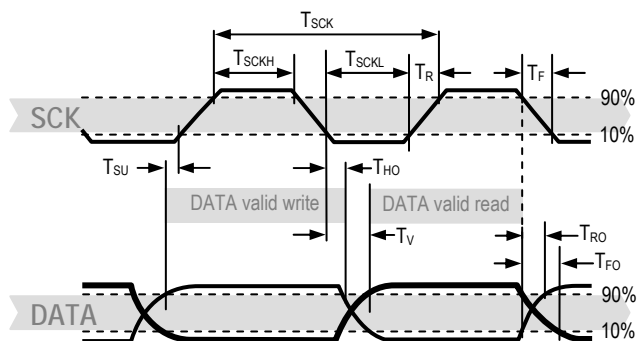 TSCK
TSCKH TSCKL TR TF
SCK 90%
10%
TSU THO
DATA valid write DATA valid read
TV TRO
TFO
DATA 90%
10%